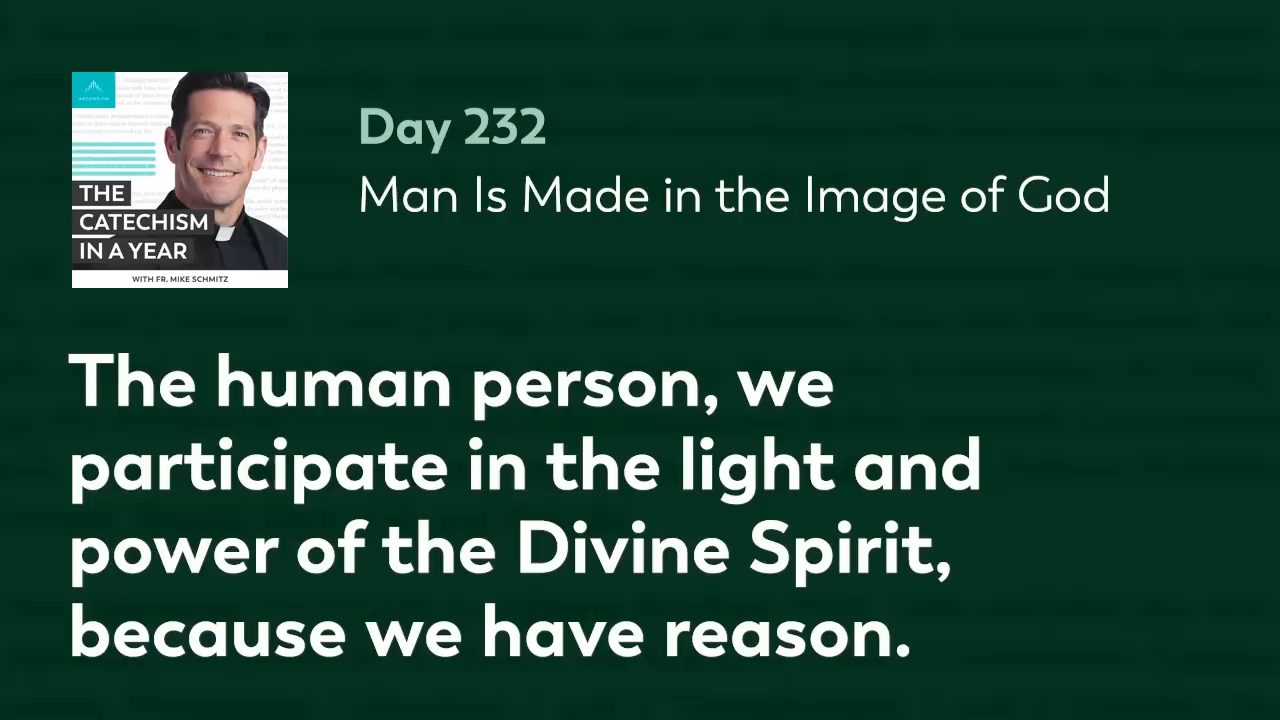 ASCENSION
THE
CATECHISM
IN A YEAR
WITH FR. MIKE SCHMITZ
Day 232
Man Is Made in the Image of God
The human person, we
participate in the light and
power of the Divine Spirit,
because we have reason.